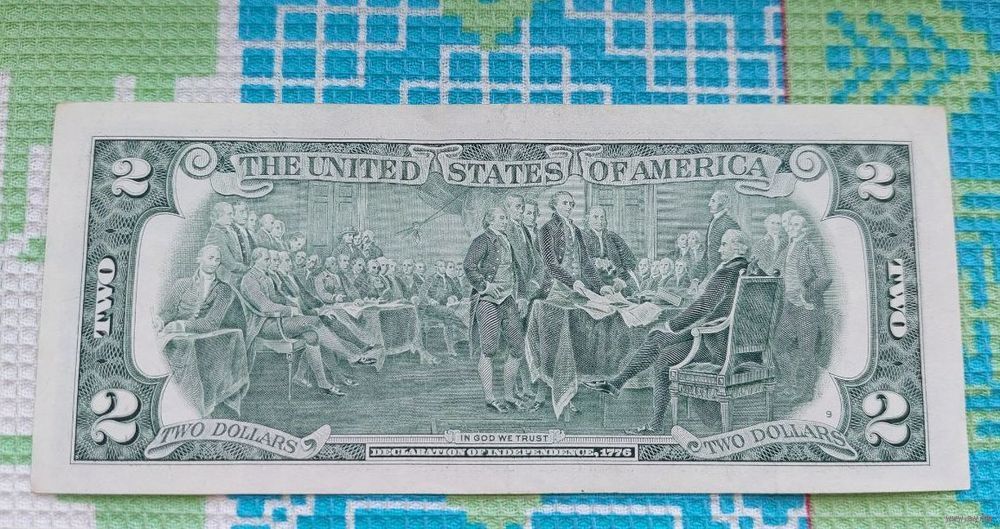 2 THE UNITED STATES OF AMERICA 2
TWO TWO
2 TWO DOLLARS IN GOD WE TRUST TWO DOLLARS 9 2
DECLARATION OF INDEPENDENCE, 1776